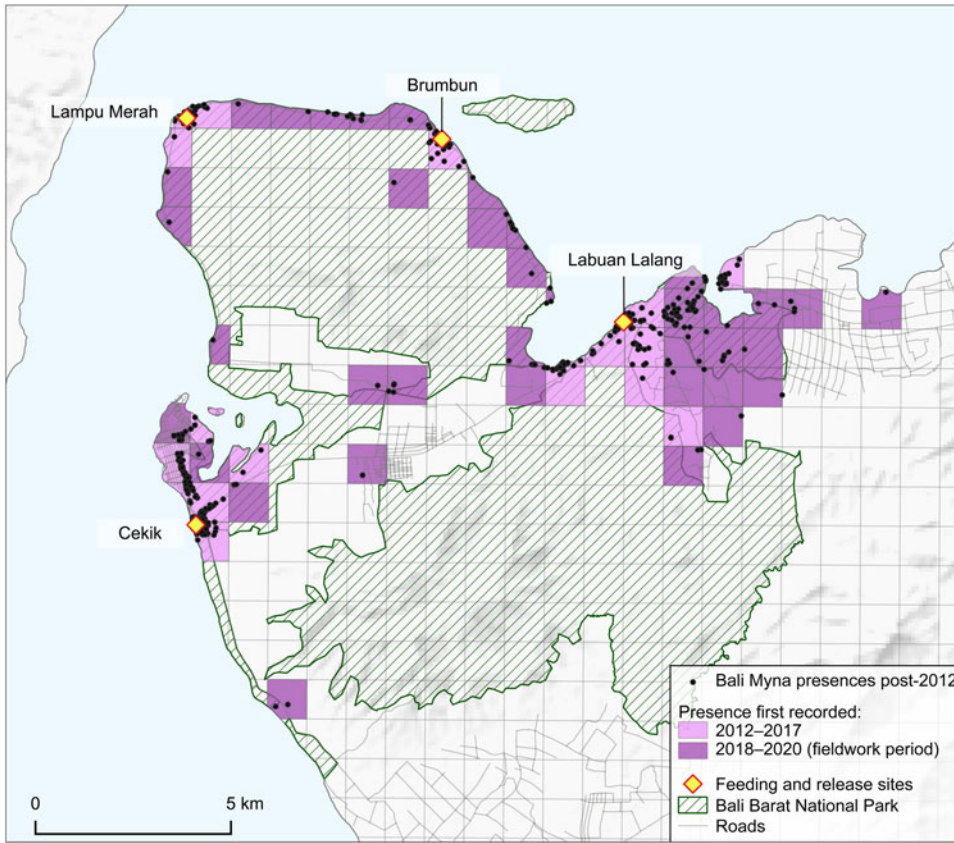 Brumbun
Lampu Merah
Labuan Lalang
Cekik
Bali Myna presences post-2012
Presence first recorded:
2012–2017
2018–2020 (fieldwork period)
Feeding and release sites
Bali Barat National Park
Roads
0 5 km